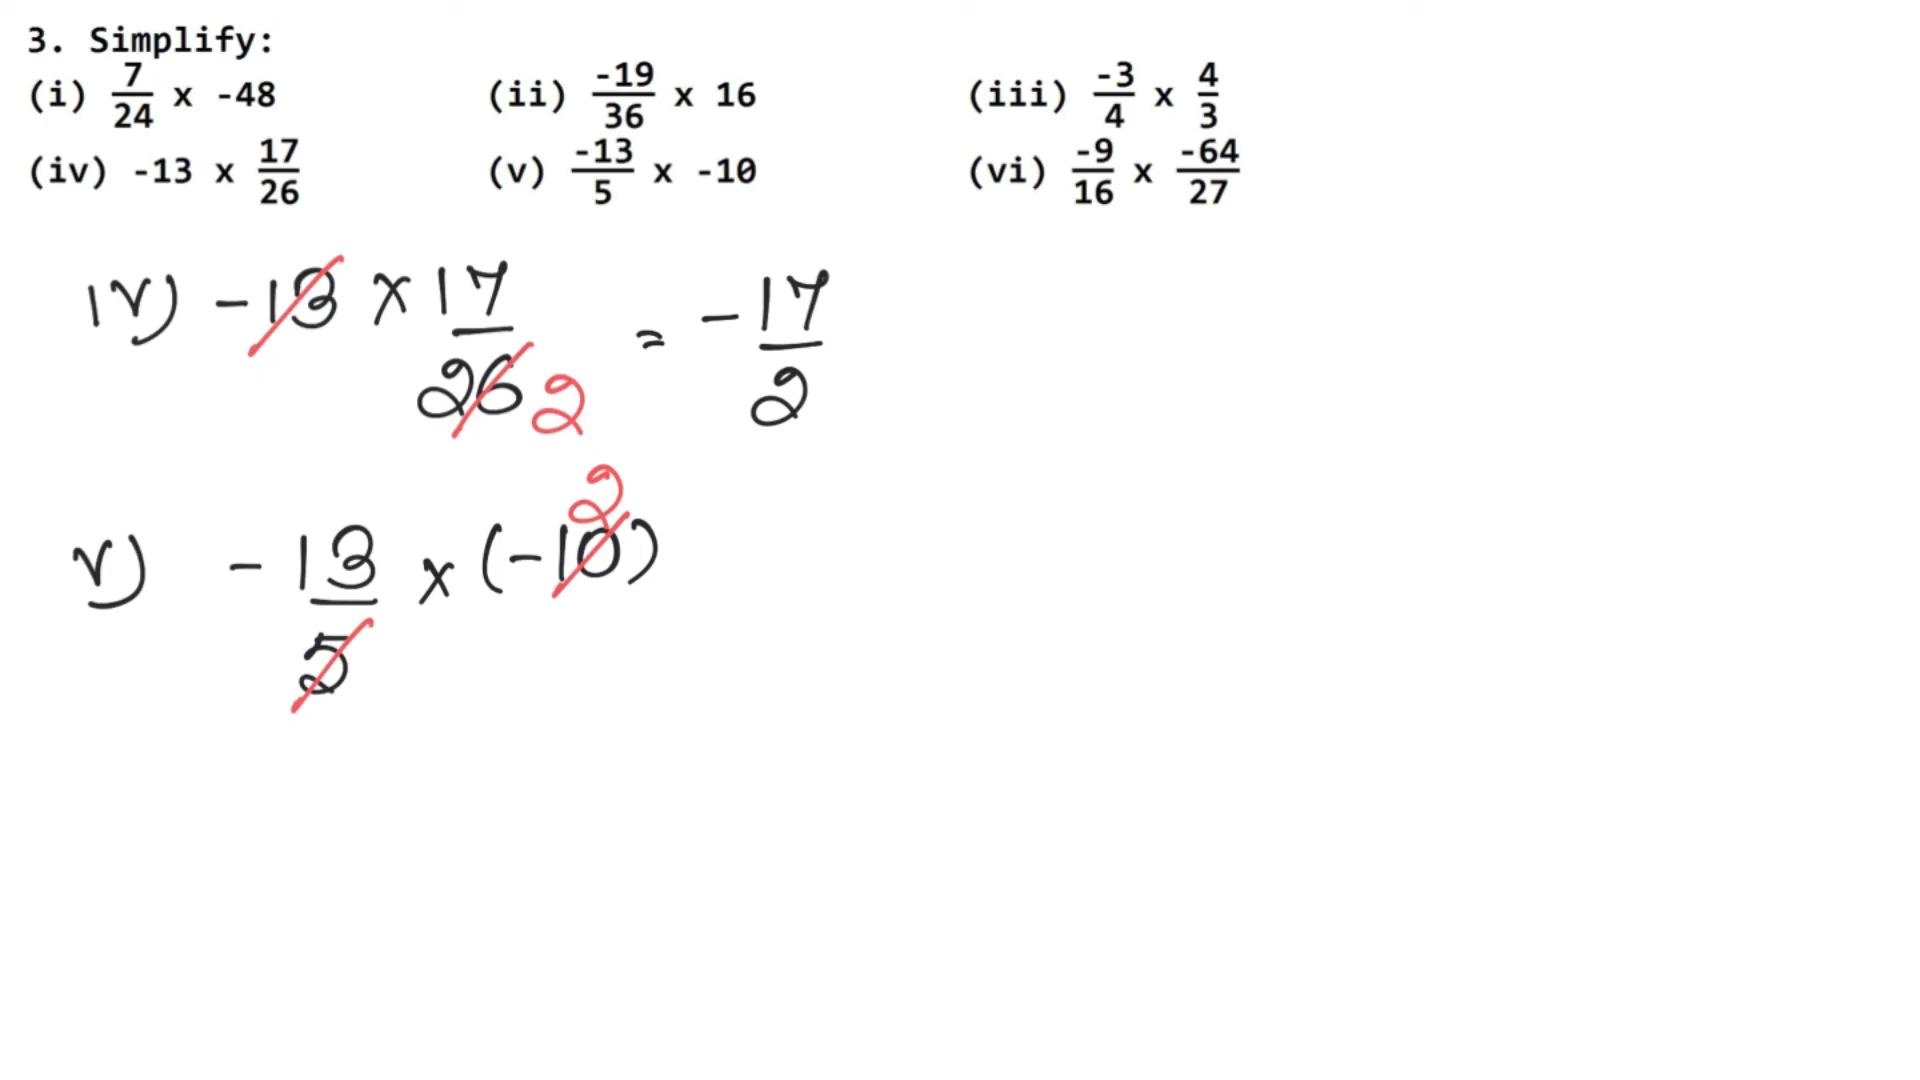 3. Simplify:
(i) 7/24 x -48 (ii) -19/36 x 16 (iii) -3/4 x 4/3
(iv) -13 x 17/26 (v) -13/5 x -10 (vi) -9/16 x -64/27
iv) -13 x 17/26 2 = -17/2
v) -13/5 x (-10) 2